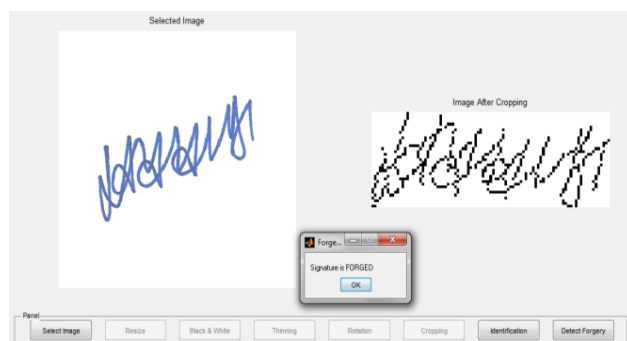 Selected Image
Image After Cropping
Forge...
Signature is FORGED
OK
Panel
Select Image Resize Black & White Thinning Rotation Cropping Identification Detect Forgery